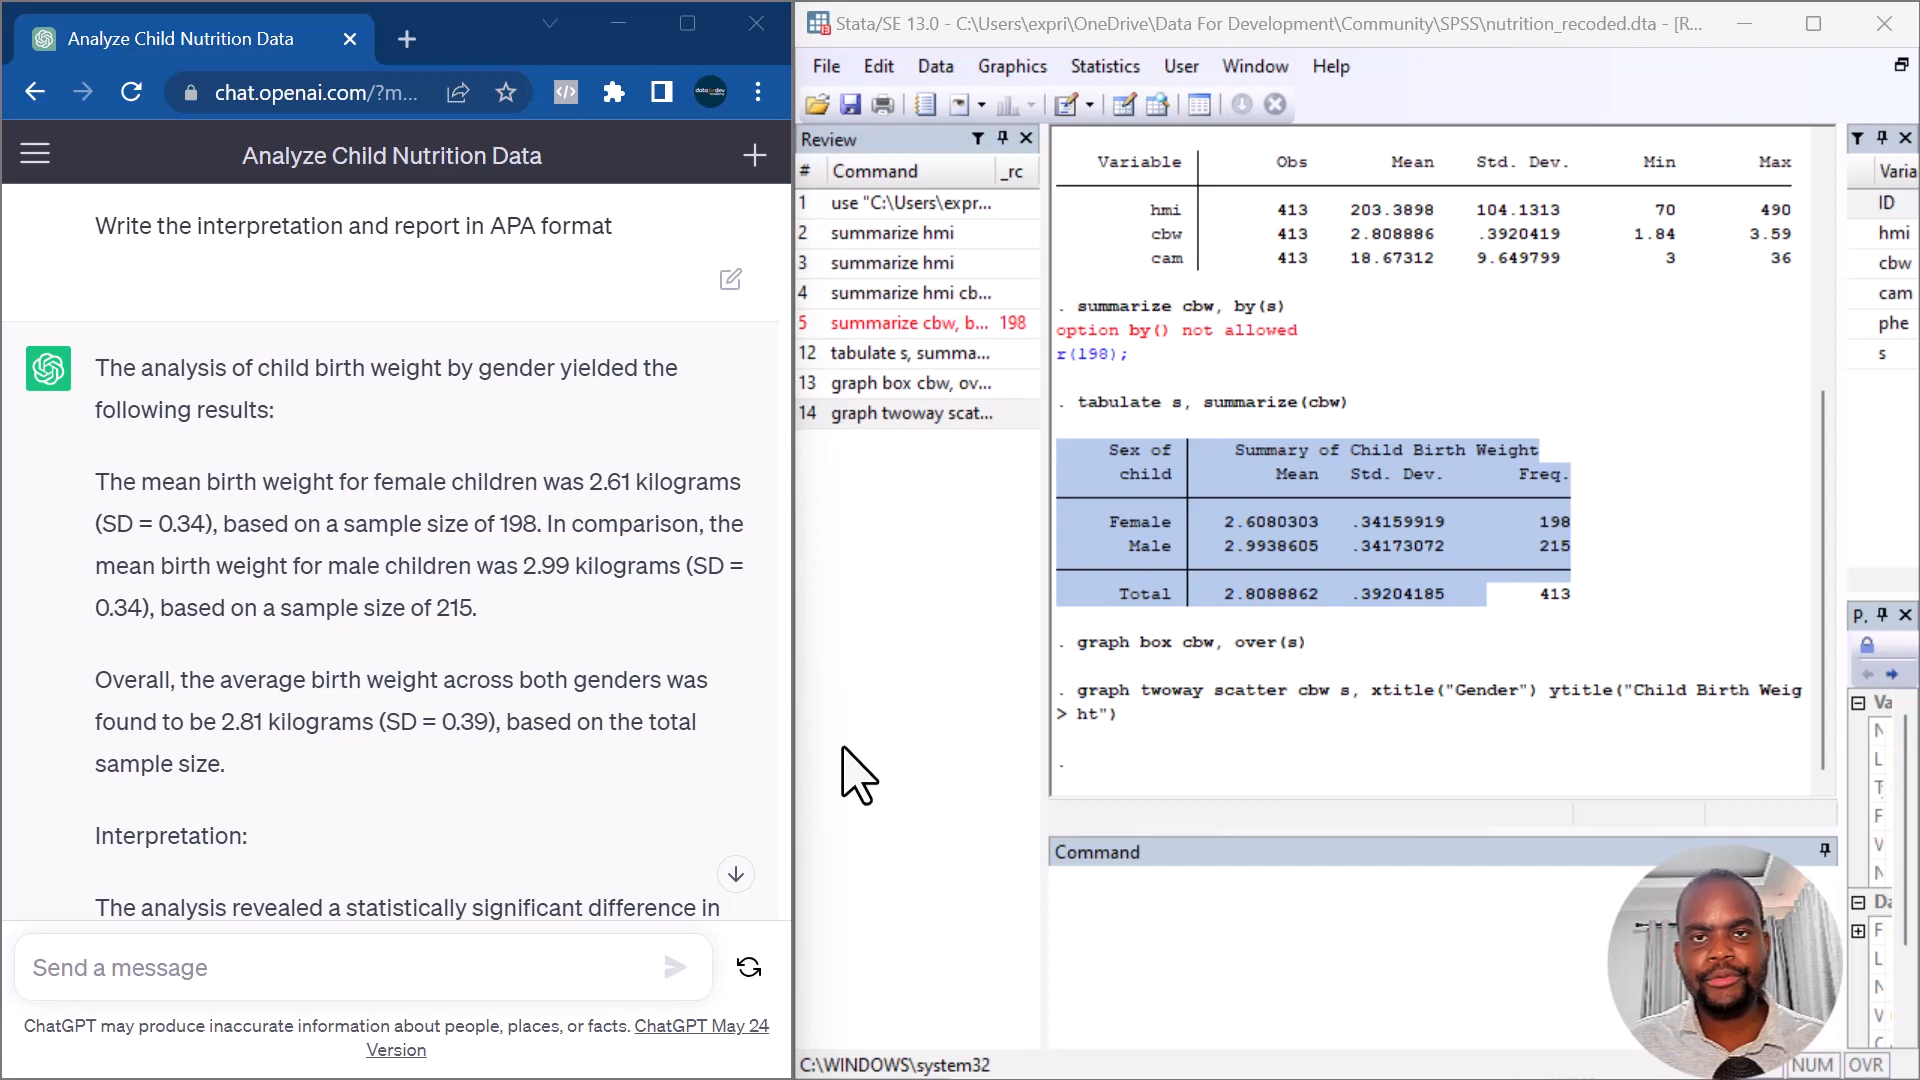 Analyze Child Nutrition Data
chat.openai.com/?m...
Analyze Child Nutrition Data
Write the interpretation and report in APA format
The analysis of child birth weight by gender yielded the
following results:
The mean birth weight for female children was 2.61 kilograms
(SD = 0.34), based on a sample size of 198. In comparison, the
mean birth weight for male children was 2.99 kilograms (SD =
0.34), based on a sample size of 215.
Overall, the average birth weight across both genders was
found to be 2.81 kilograms (SD = 0.39), based on the total
sample size.
Interpretation:
The analysis revealed a statistically significant difference in
Send a message
ChatGPT may produce inaccurate information about people, places, or facts. ChatGPT May 24
Version
Stata/SE 13.0 - C:\Users\expri\OneDrive\Data For Development\Community\SPSS\nutrition_recoded.dta - [R...
File Edit Data Graphics Statistics User Window Help
Review
# Command _rc
1 use "C:\Users\expr...
2 summarize hmi
3 summarize hmi
4 summarize hmi cb...
5 summarize cbw, b... 198
12 tabulate s, summa...
13 graph box cbw, ov...
14 graph twoway scat...
Variable Obs Mean Std. Dev. Min Max
hmi 413 203.3898 104.1313 70 490
cbw 413 2.808886 .3920419 1.84 3.59
cam 413 18.67312 9.649799 3 36
. summarize cbw, by(s)
option by() not allowed
r(198);
. tabulate s, summarize(cbw)
Sex of Summary of Child Birth Weight
child Mean Std. Dev. Freq.
Female 2.6080303 .34159919 198
Male 2.9938605 .34173072 215
Total 2.8088862 .39204185 413
. graph box cbw, over(s)
. graph twoway scatter cbw s, xtitle("Gender") ytitle("Child Birth Weig
> ht")
.
Command
Varia
ID
hmi
cbw
cam
phe
s
P.
Va
N
L
T
F
V
N
Da
F
L
N
V
C:\WINDOWS\system32
NUM OVR